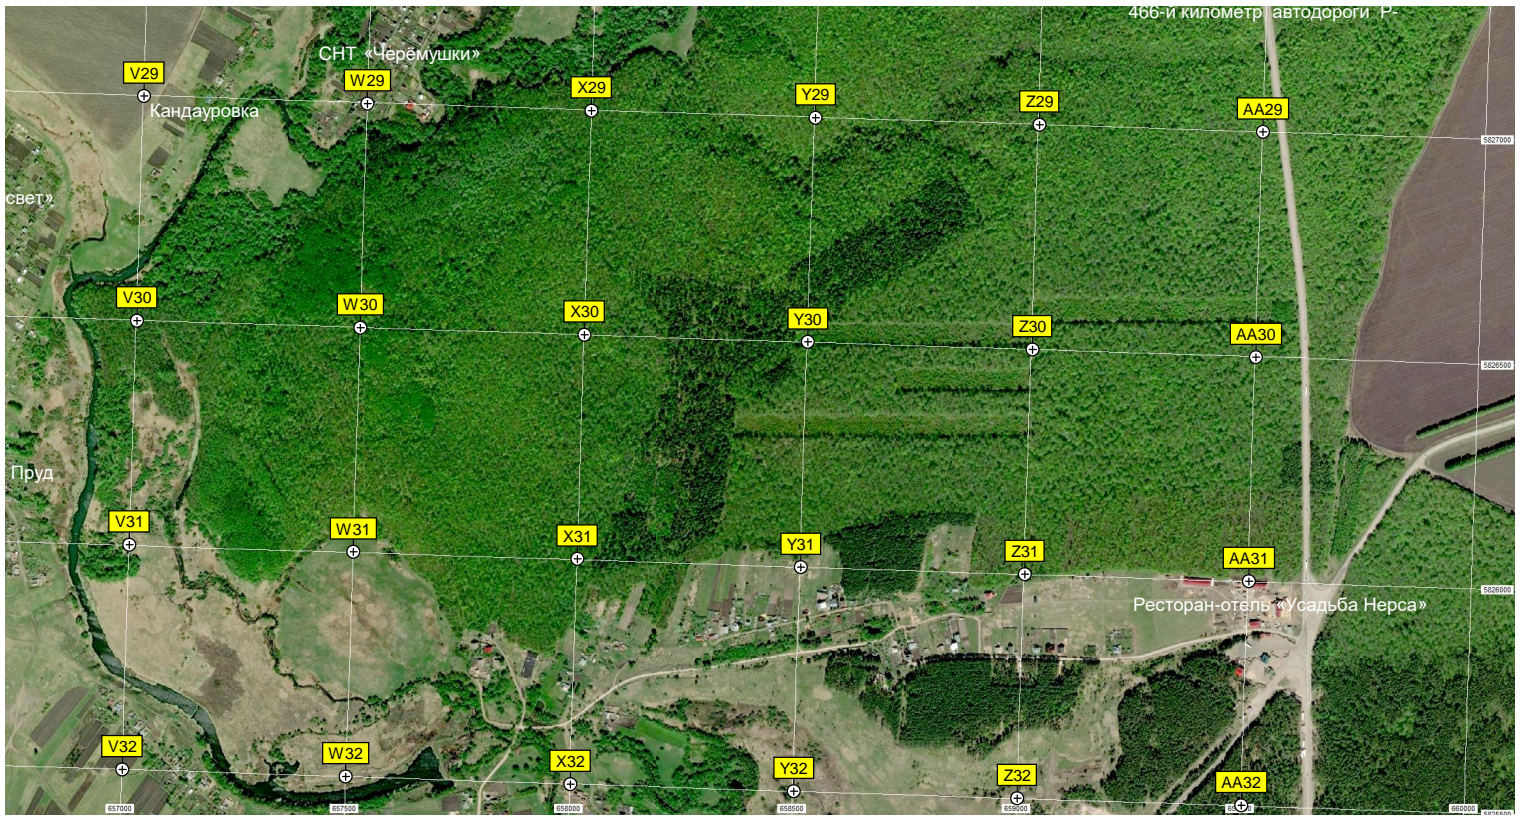 466-й километр автодороги Р-
СНТ «Черёмушки»
V29
W29
X29
Y29
Z29
AA29
Кандауровка
5827000
свет»
V30
W30
X30
Y30
Z30
AA30
5826500
Пруд
V31
W31
X31
Y31
Z31
AA31
5826000
Ресторан-отель «Усадьба Нерса»
V32
W32
X32
Y32
Z32
AA32
657000
657500
658000
658500
659000
660000
5825500